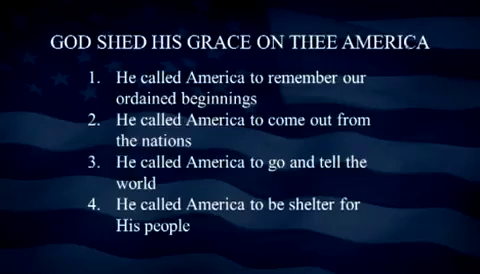 GOD SHED HIS GRACE ON THEE AMERICA
1. He called America to remember our
ordained beginnings
2. He called America to come out from
the nations
3. He called America to go and tell the
world
4. He called America to be shelter for
His people